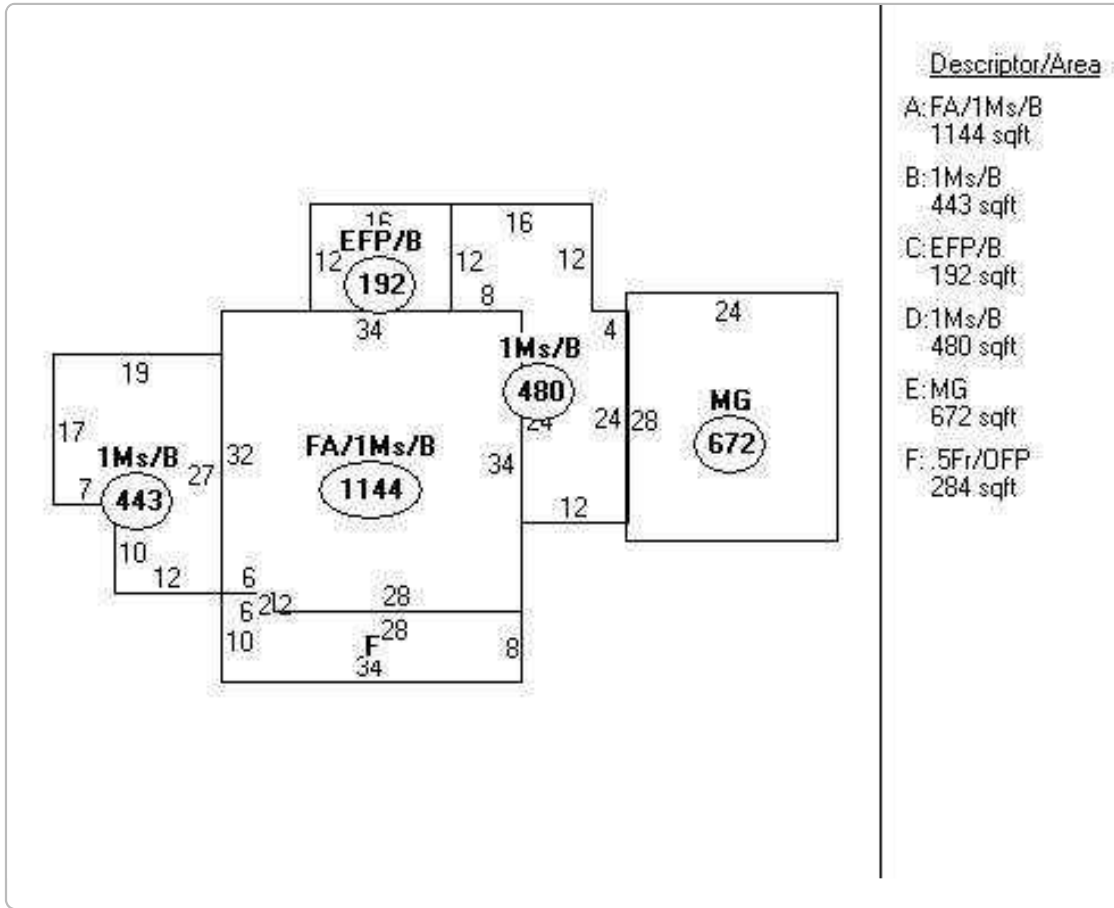 Descriptor/Area
A:FA/1Ms/B
1144 sqft
B:1Ms/B
443 sqft
C:EFP/B
192 sqft
D:1Ms/B
480 sqft
E:MG
672 sqft
F:.5Fr/OFP
284 sqft
16
16
EFP/B
12
12
12
192
8
24
34
4
1Ms/B
19
480
MG
17
24
24
28
672
32
FA/1Ms/B
34
1Ms/B
27
7
443
1144
12
10
12
6
28
6
2
2
10
28
F
8
34